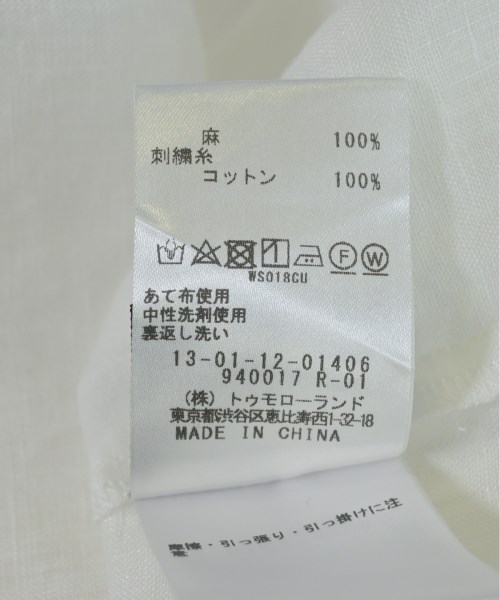 麻 100%
刺繍糸
コットン 100%
WS018CU
あて布使用
中性洗剤使用
裏返し洗い
13-01-12-01406
940017 R-01
(株)トゥモローランド
東京都渋谷区恵比寿西1-32-18
MADE IN CHINA
摩擦・引っ張り・引っ掛けに注